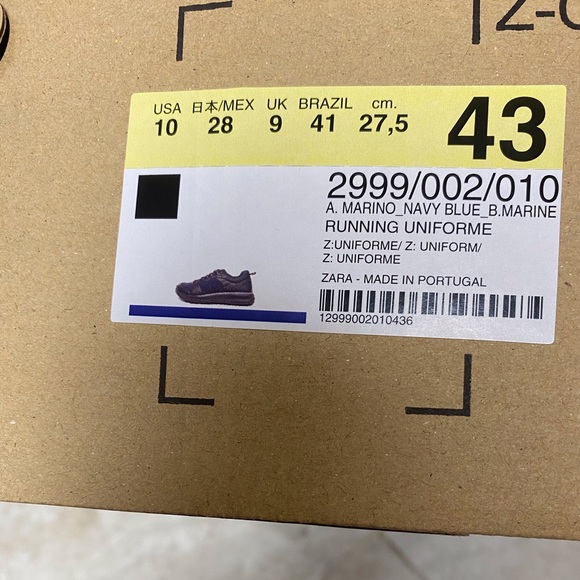 Z-
USA 日本/MEX UK BRAZIL cm.
10 28 9 41 27,5
43
2999/002/010
A. MARINO_NAVY BLUE_B.MARINE
RUNNING UNIFORME
Z:UNIFORME/ Z: UNIFORM/
Z: UNIFORME
ZARA - MADE IN PORTUGAL
12999002010436